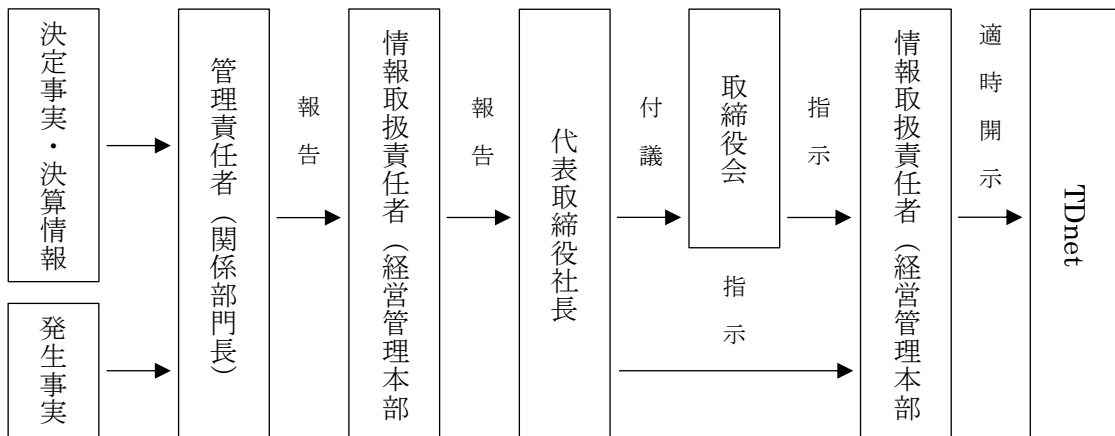 決定事実・決算情報
発生事実
管理責任者（関係部門長）
報告
情報取扱責任者（経営管理本部
報告
代表取締役社長
付議
取締役会
指示
指示
情報取扱責任者（経営管理本部
適時開示
TDnet